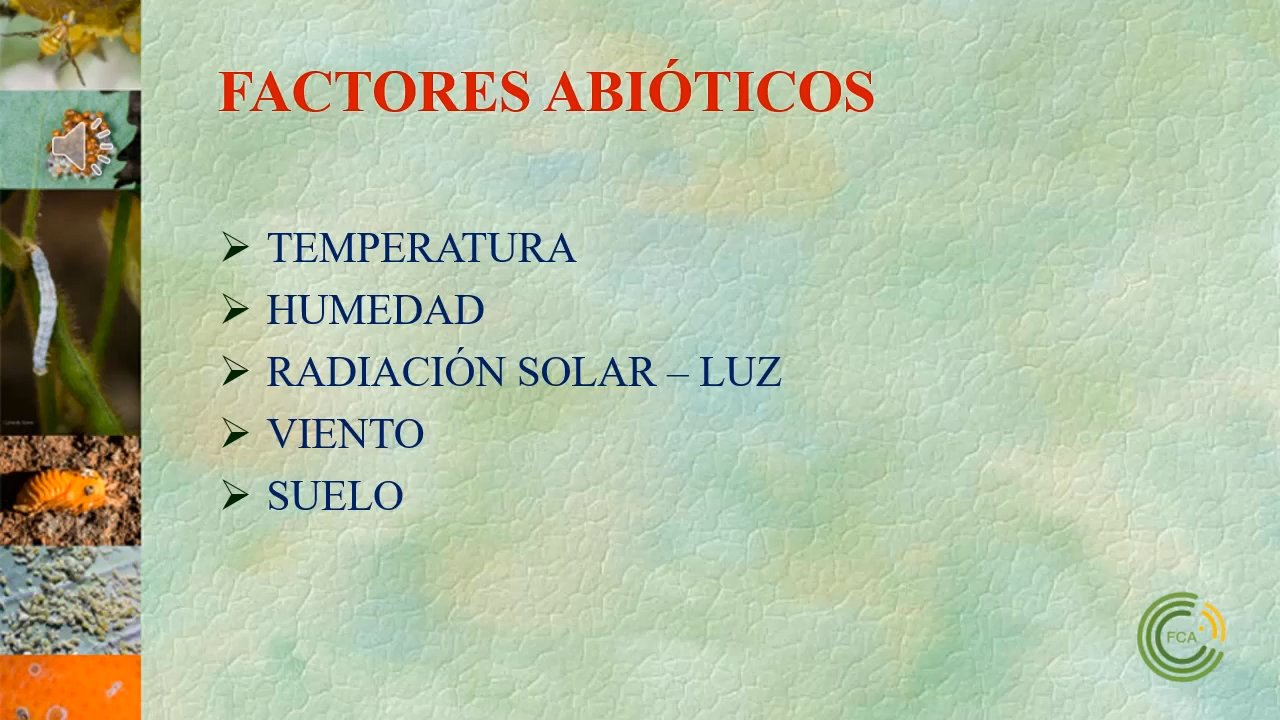 FACTORES ABIÓTICOS
➢ TEMPERATURA
➢ HUMEDAD
➢ RADIACIÓN SOLAR – LUZ
➢ VIENTO
➢ SUELO
FCA